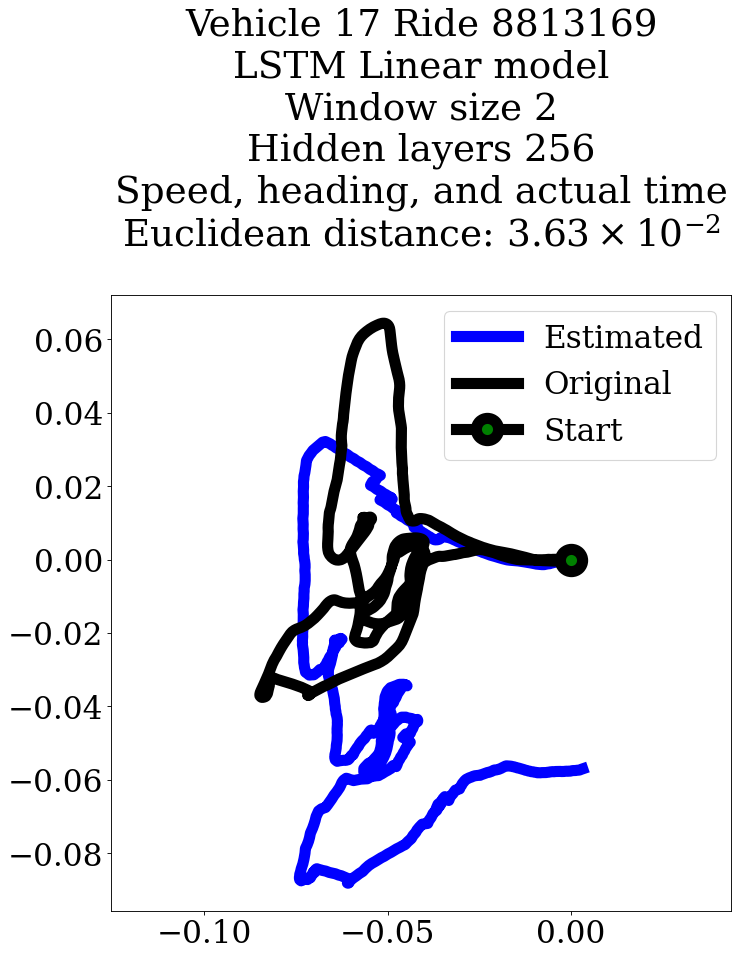 Vehicle 17 Ride 8813169
LSTM Linear model
Window size 2
Hidden layers 256
Speed, heading, and actual time
Euclidean distance: 3.63 × 10⁻²
Estimated
Original
Start
0.06
0.04
0.02
0.00
−0.02
−0.04
−0.06
−0.08
−0.10
−0.05
0.00